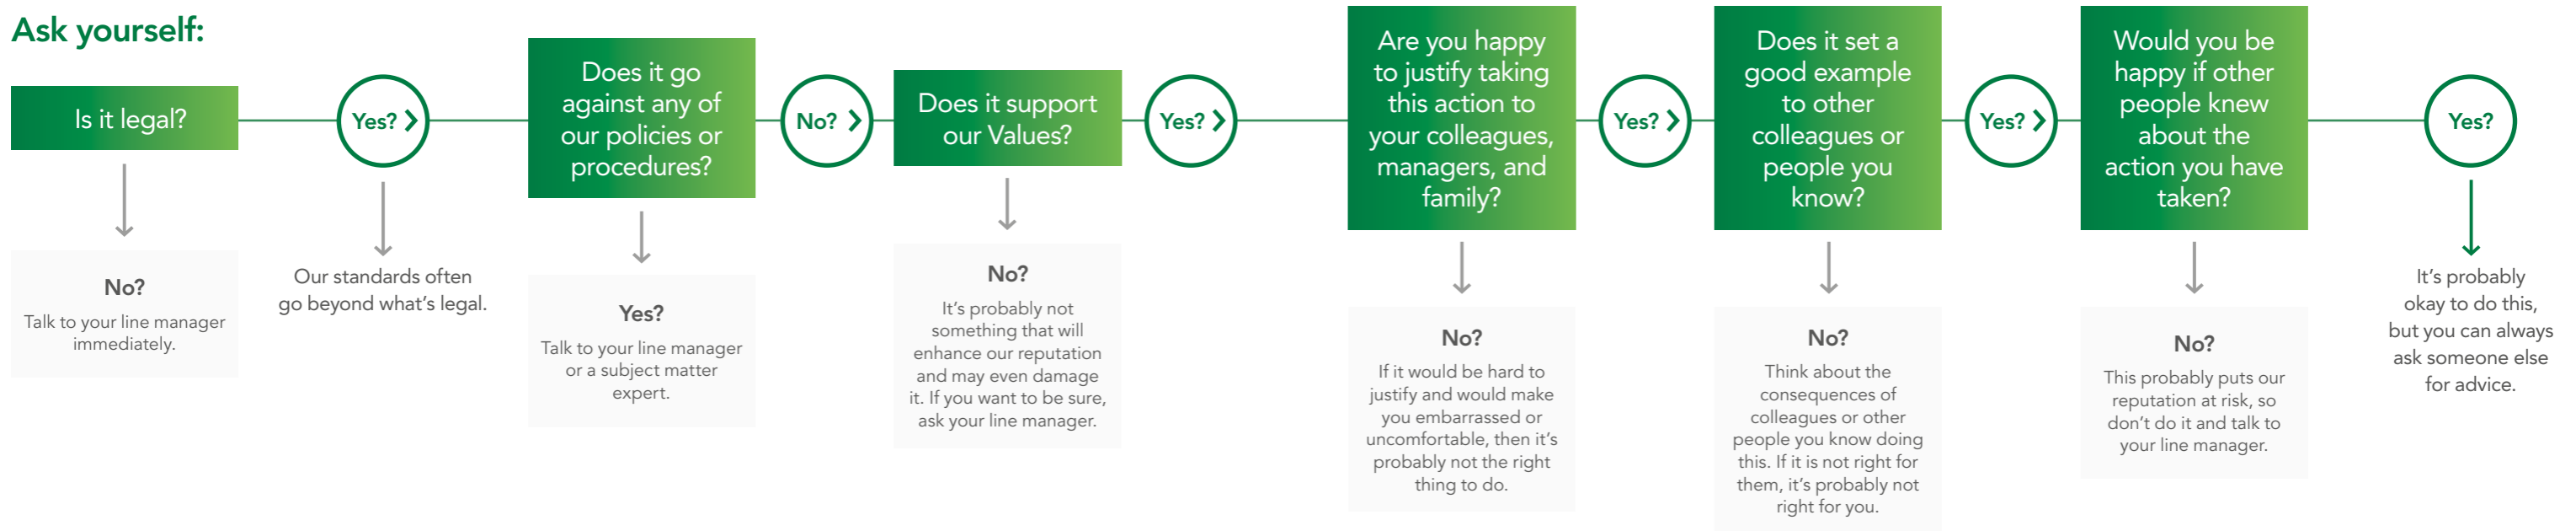 Ask yourself:
Is it legal?
No?
Talk to your line manager
immediately.
Yes?
Our standards often
go beyond what's legal.
Does it go
against any of
our policies or
procedures?
Yes?
Talk to your line manager
or a subject matter
expert.
No?
Does it support
our Values?
No?
It's probably not
something that will
enhance our reputation
and may even damage
it. If you want to be sure,
ask your line manager.
Yes?
Are you happy
to justify taking
this action to
your colleagues,
managers, and
family?
No?
If it would be hard to
justify and would make
you embarrassed or
uncomfortable, then it's
probably not the right
thing to do.
Yes?
Does it set a
good example
to other
colleagues or
people you
know?
No?
Think about the
consequences of
colleagues or other
people you know doing
this. If it is not right for
them, it's probably not
right for you.
Yes?
Would you be
happy if other
people knew
about the
action you have
taken?
No?
This probably puts our
reputation at risk, so
don't do it and talk to
your line manager.
Yes?
It's probably
okay to do this,
but you can always
ask someone else
for advice.